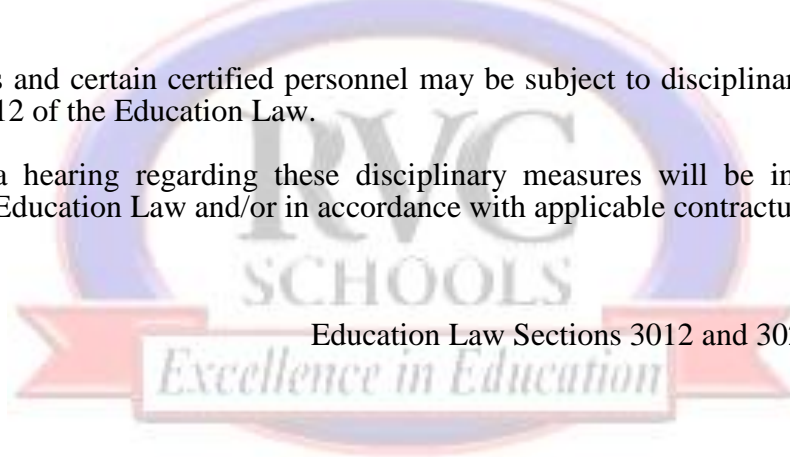 s and certain certified personnel may be subject to disciplinar
12 of the Education Law.
a hearing regarding these disciplinary measures will be in
Education Law and/or in accordance with applicable contractu
RVC
SCHOOLS
Education Law Sections 3012 and 302
Excellence in Education